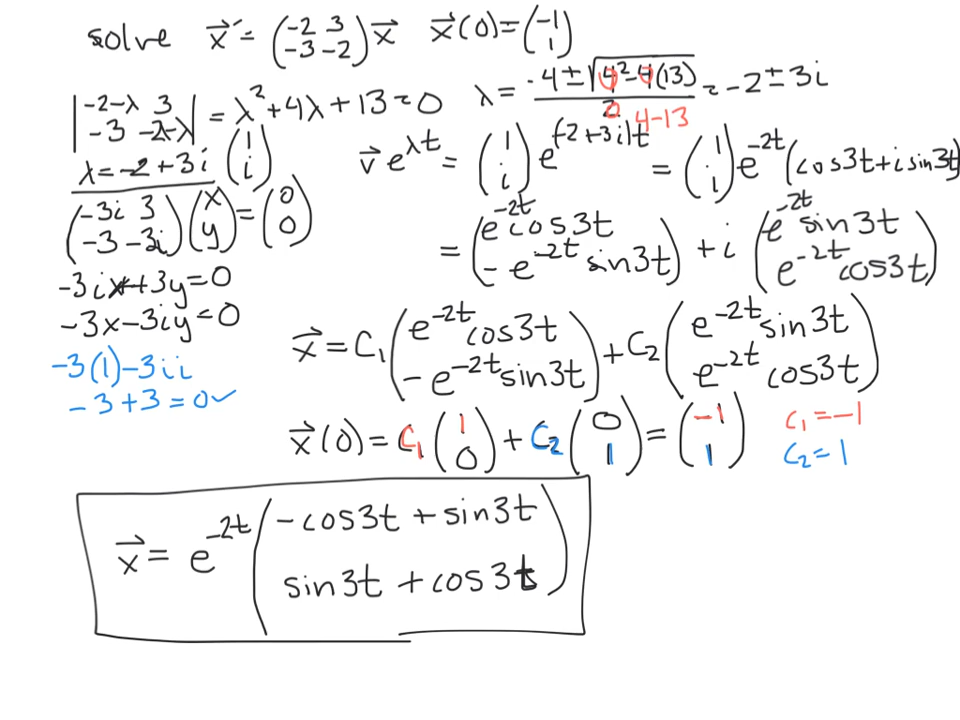 solve x⃗' = (-2 3 / -3 -2) x⃗   x⃗(0) = (-1 / 1)
|-2-λ 3 / -3 -2-λ| = λ² + 4λ + 13 = 0   λ = (-4 ± √(4² - 4(13))) / 2 = -2 ± 3i
4-13
λ = -2 + 3i (1 / i)   v⃗ e^{λt} = (1 / i) e^{(-2+3i)t} = (1 / i) e^{-2t} (cos3t + i sin3t)
(-3i 3 / -3 -3i)(x / y) = (0 / 0)   = (e^{-2t} cos3t / -e^{-2t} sin3t) + i (e^{-2t} sin3t / e^{-2t} cos3t)
-3ix + 3y = 0
-3x - 3iy = 0
-3(1) - 3ii
-3 + 3 = 0 ✓
x⃗ = C₁ (e^{-2t} cos3t / -e^{-2t} sin3t) + C₂ (e^{-2t} sin3t / e^{-2t} cos3t)
x⃗(0) = C₁ (1 / 0) + C₂ (0 / 1) = (-1 / 1)   C₁ = -1
C₂ = 1
x⃗ = e^{-2t} (-cos3t + sin3t / sin3t + cos3t)